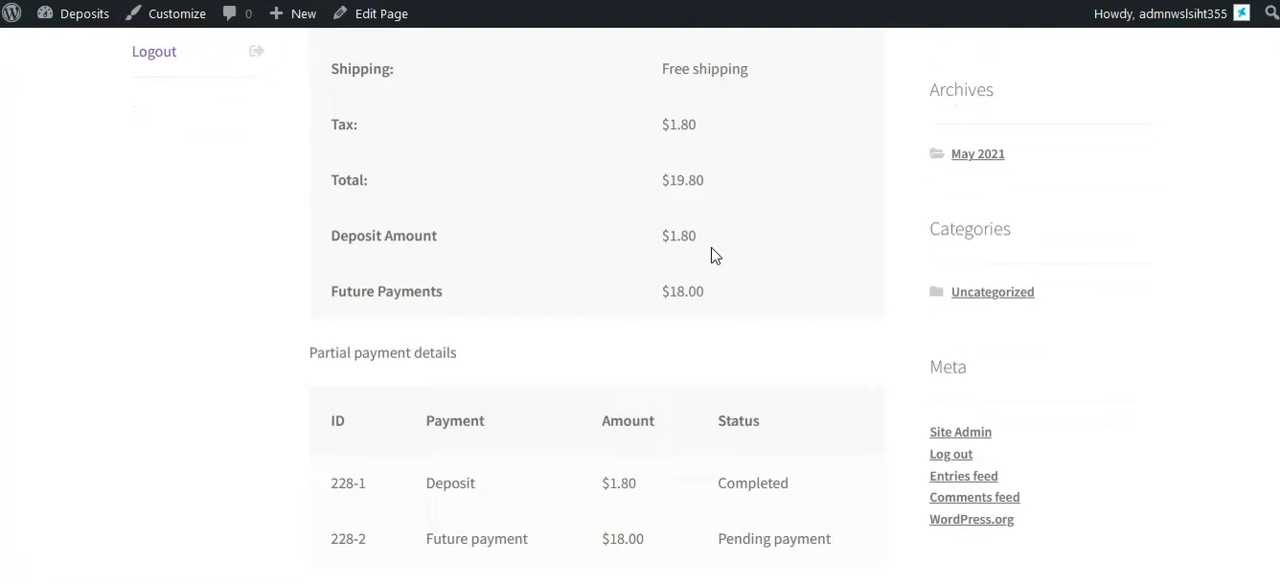 Deposits Customize 0 New Edit Page Howdy, admnwslsiht355
Logout
Shipping: Free shipping
Tax: $1.80
Total: $19.80
Deposit Amount $1.80
Future Payments $18.00
Partial payment details
ID Payment Amount Status
228-1 Deposit $1.80 Completed
228-2 Future payment $18.00 Pending payment
Archives
May 2021
Categories
Uncategorized
Meta
Site Admin
Log out
Entries feed
Comments feed
WordPress.org